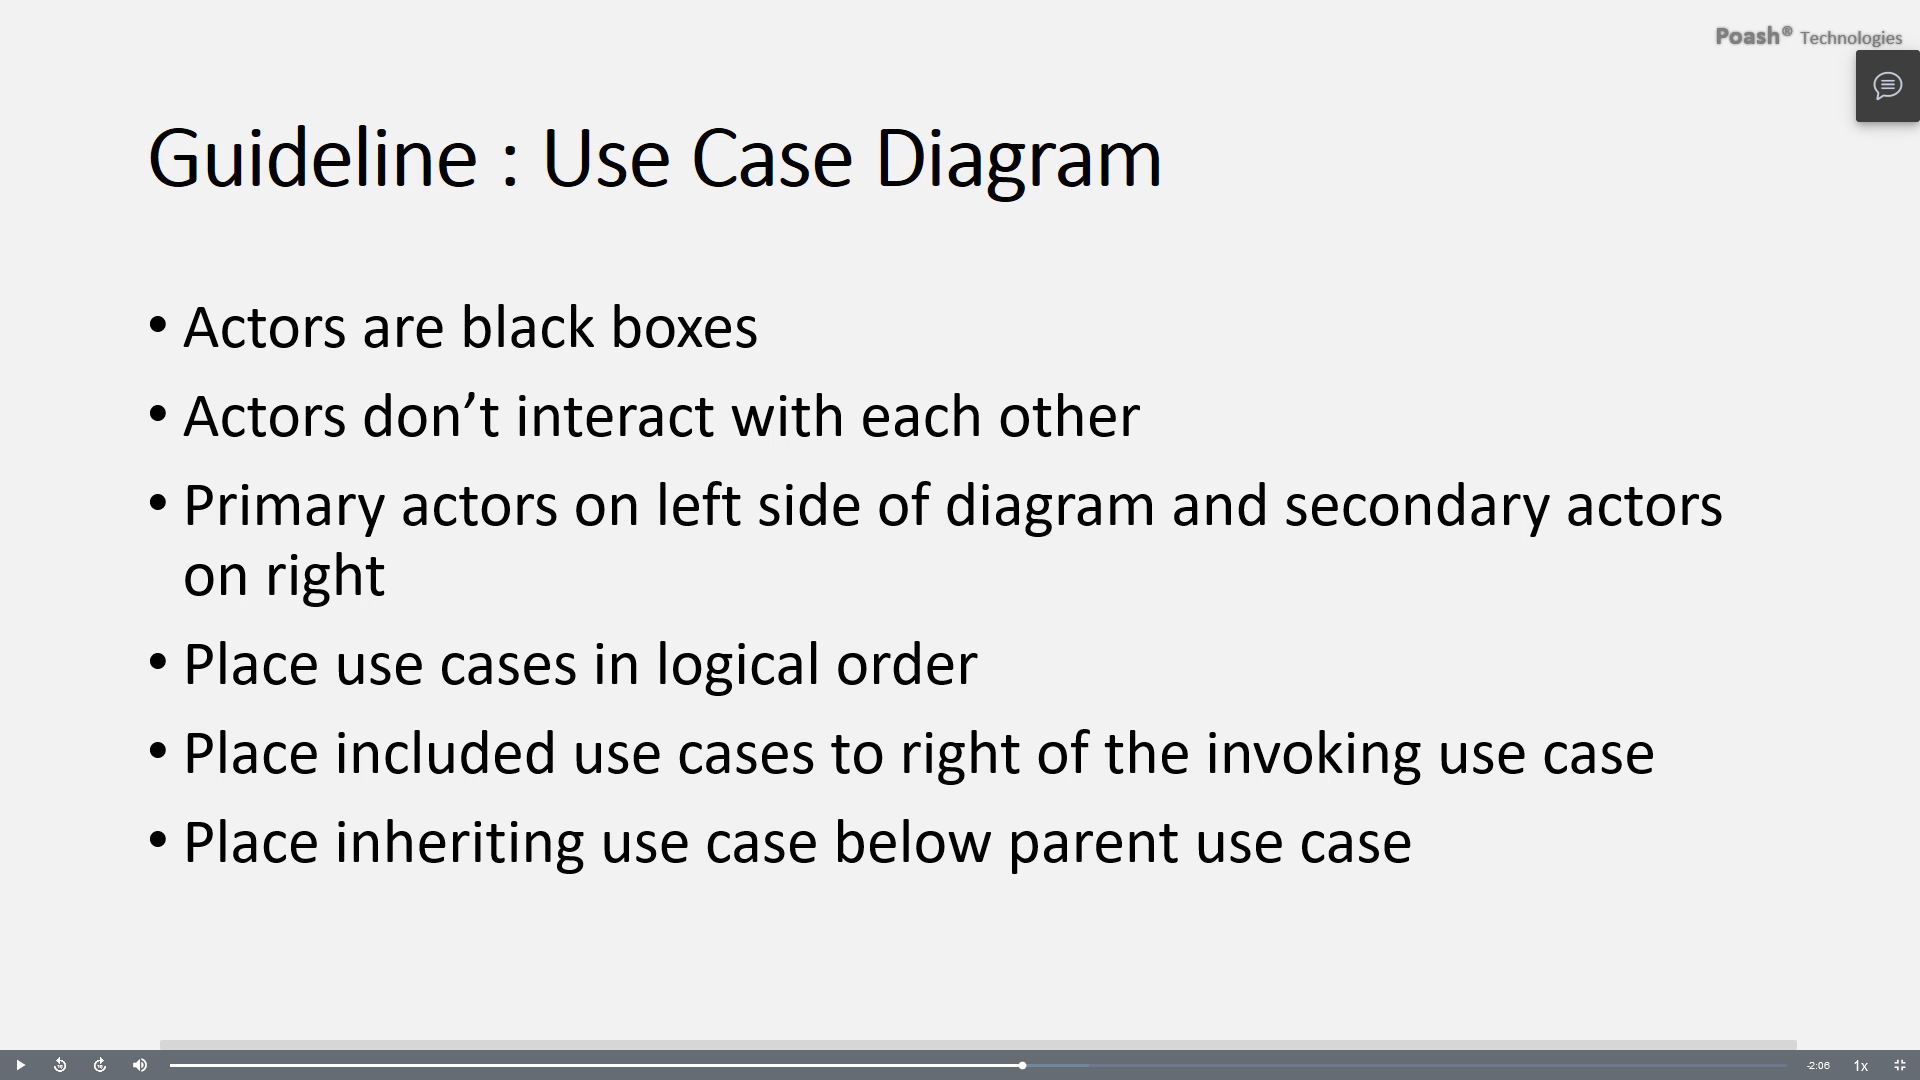 Poash® Technologies
Guideline : Use Case Diagram
• Actors are black boxes
• Actors don’t interact with each other
• Primary actors on left side of diagram and secondary actors
on right
• Place use cases in logical order
• Place included use cases to right of the invoking use case
• Place inheriting use case below parent use case
-2:06 1x